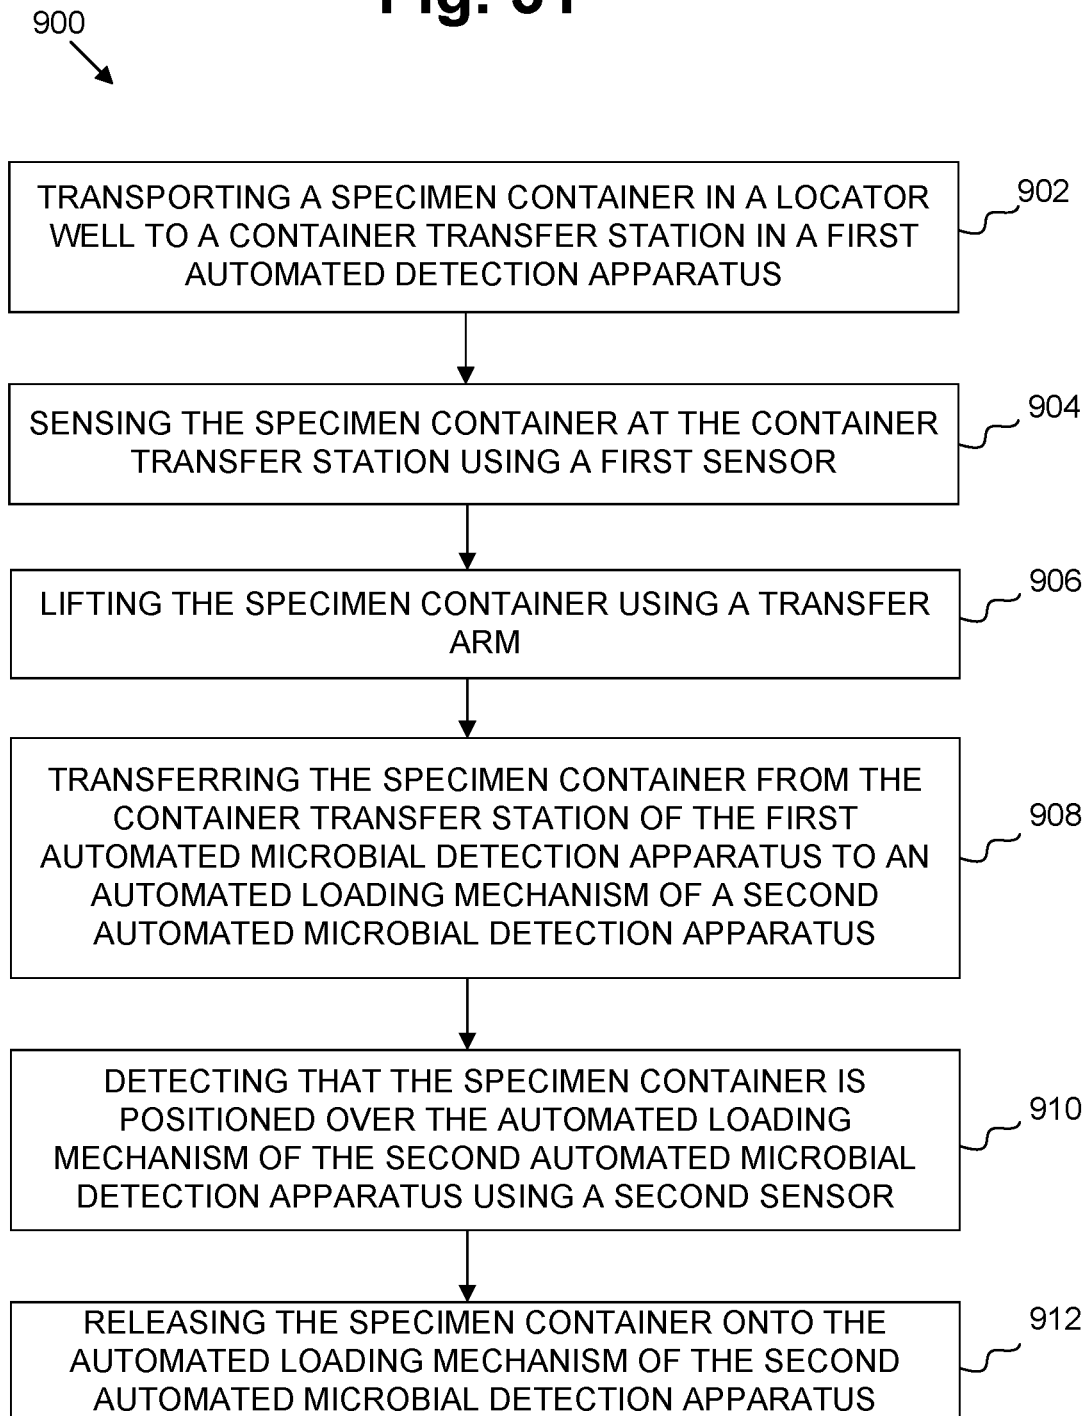 900
TRANSPORTING A SPECIMEN CONTAINER IN A LOCATOR
WELL TO A CONTAINER TRANSFER STATION IN A FIRST
AUTOMATED DETECTION APPARATUS
902
SENSING THE SPECIMEN CONTAINER AT THE CONTAINER
TRANSFER STATION USING A FIRST SENSOR
904
LIFTING THE SPECIMEN CONTAINER USING A TRANSFER
ARM
906
TRANSFERRING THE SPECIMEN CONTAINER FROM THE
CONTAINER TRANSFER STATION OF THE FIRST
AUTOMATED MICROBIAL DETECTION APPARATUS TO AN
AUTOMATED LOADING MECHANISM OF A SECOND
AUTOMATED MICROBIAL DETECTION APPARATUS
908
DETECTING THAT THE SPECIMEN CONTAINER IS
POSITIONED OVER THE AUTOMATED LOADING
MECHANISM OF THE SECOND AUTOMATED MICROBIAL
DETECTION APPARATUS USING A SECOND SENSOR
910
RELEASING THE SPECIMEN CONTAINER ONTO THE
AUTOMATED LOADING MECHANISM OF THE SECOND
AUTOMATED MICROBIAL DETECTION APPARATUS
912